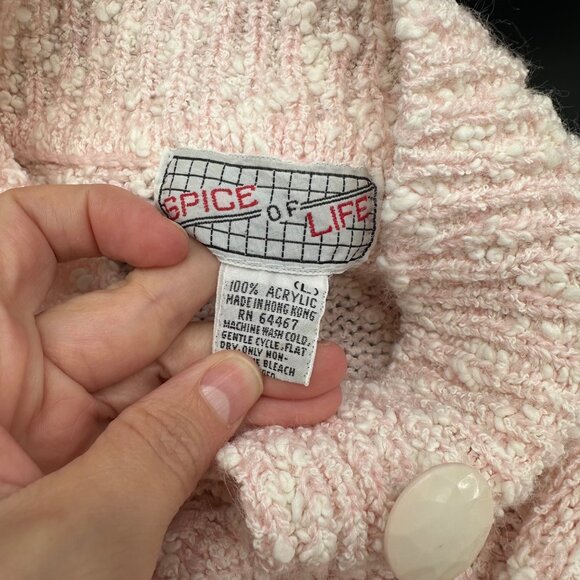 SPICE OF LIFE
(L)
100% ACRYLIC
MADE IN HONG KONG
RN 64467
MACHINE WASH COLD,
GENTLE CYCLE, FLAT
DRY. ONLY NON-
BLEACH